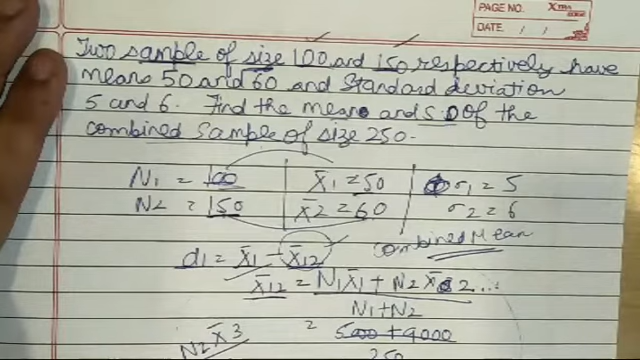 PAGE NO.
DATE / /
Two sample of size 100 and 150 respectively have
means 50 and 60 and Standard deviation
5 and 6. Find the mean and S.D of the
combined Sample of size 250.
N1 = 100 x̄1 = 50 σ1 = 5
N2 = 150 x̄2 = 60 σ2 = 6
combined Mean
d1 = x̄1 - x̄12
x̄12 = N1x̄1 + N2x̄2 ...
N1+N2
N2 x̄3
= 5000 + 9000
250